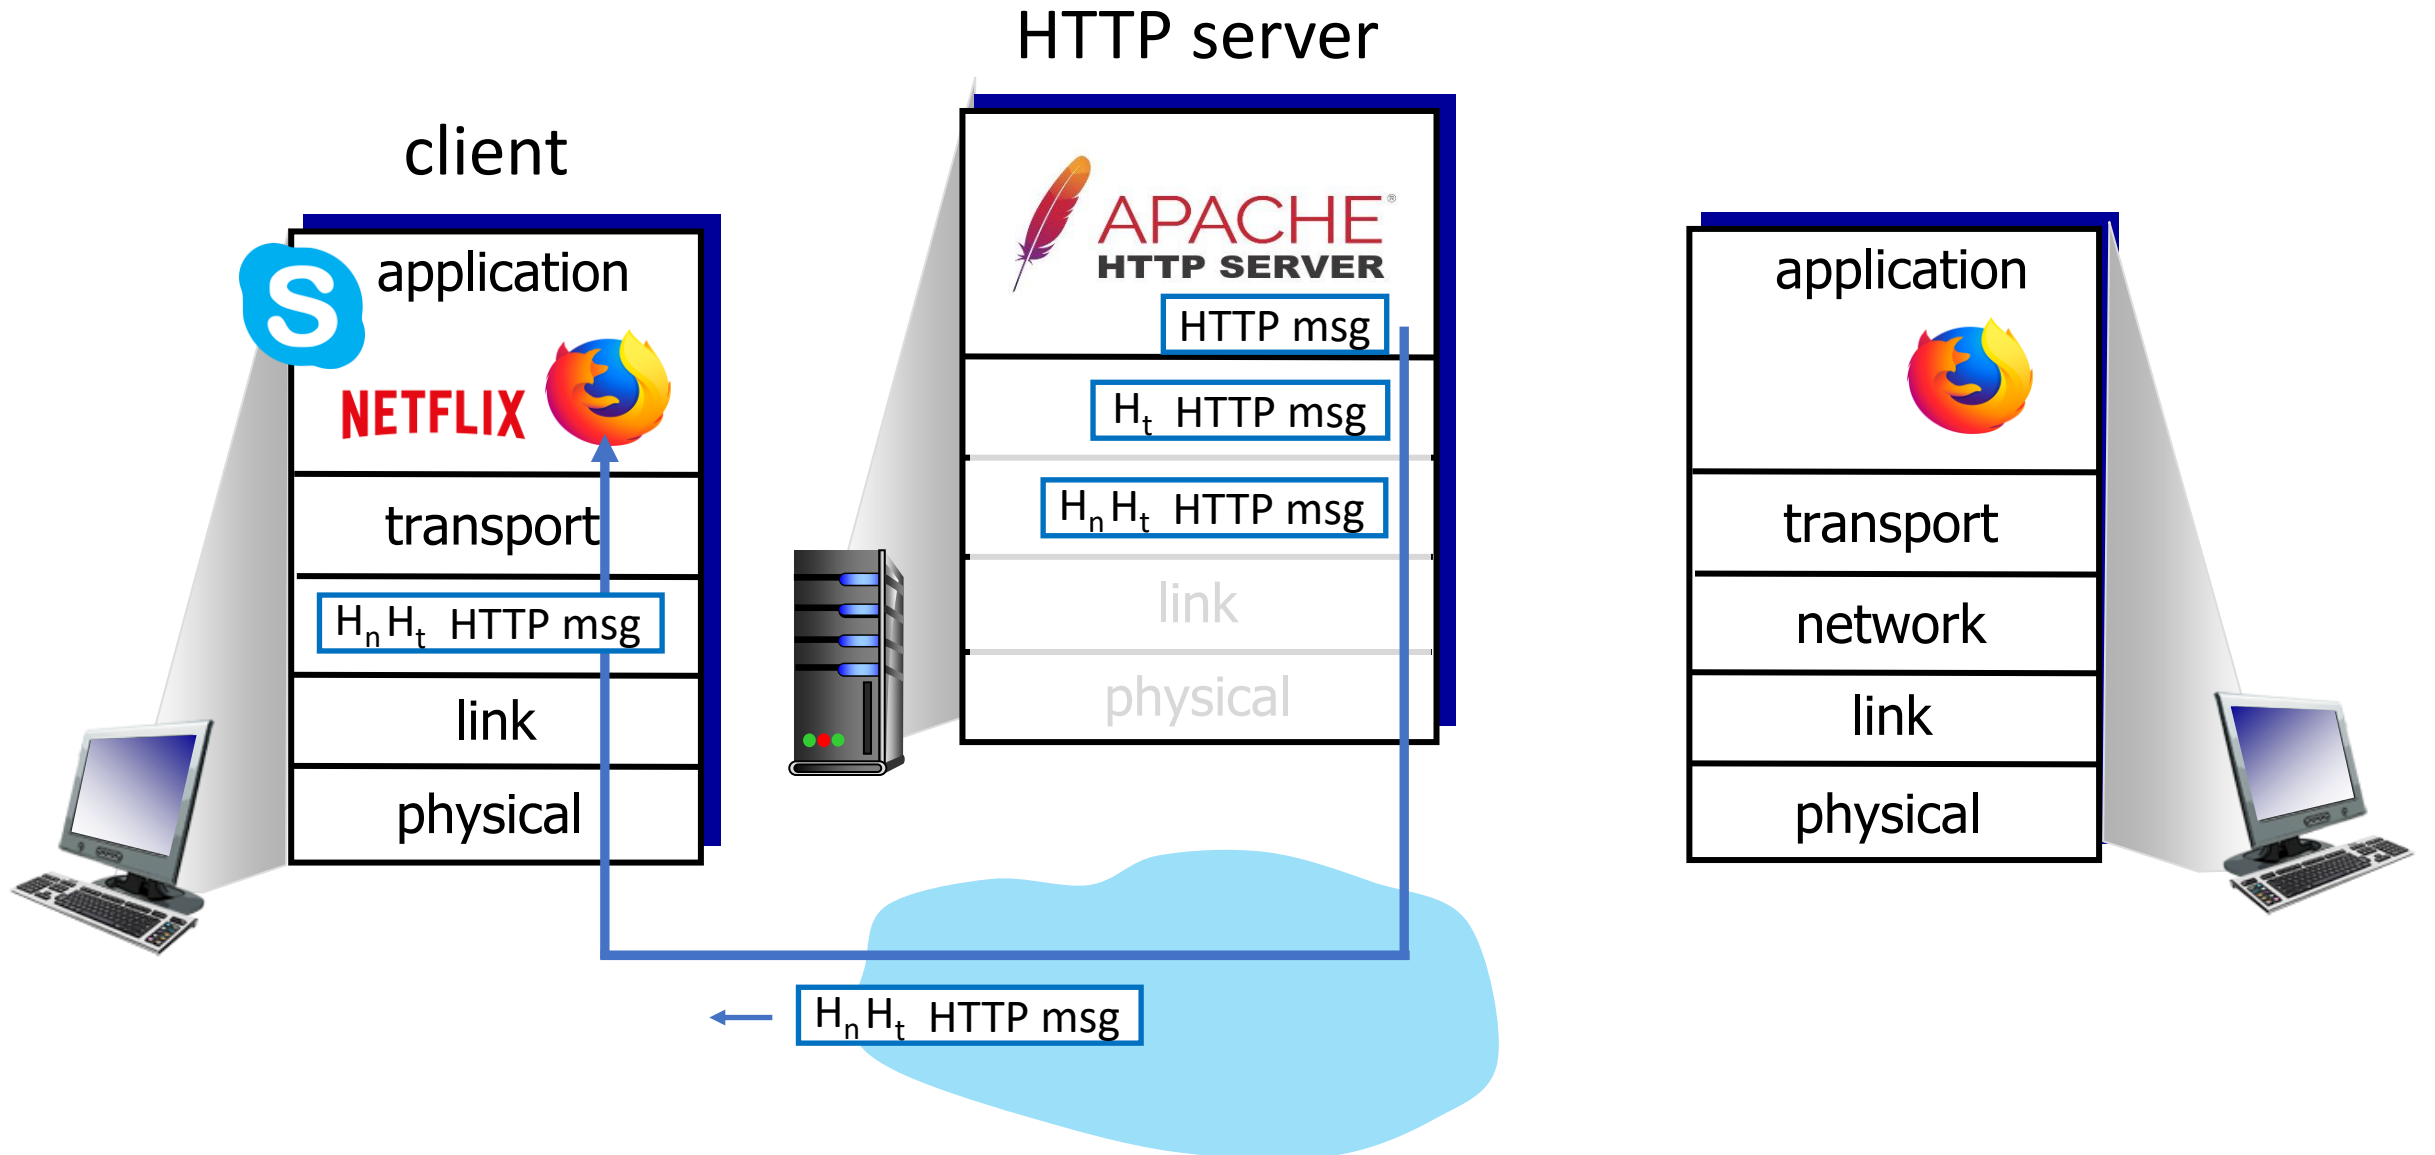 HTTP server
client
application
S
NETFLIX
transport
HnHt HTTP msg
link
physical
APACHE®
HTTP SERVER
HTTP msg
Ht HTTP msg
HnHt HTTP msg
link
physical
application
transport
network
link
physical
HnHt HTTP msg